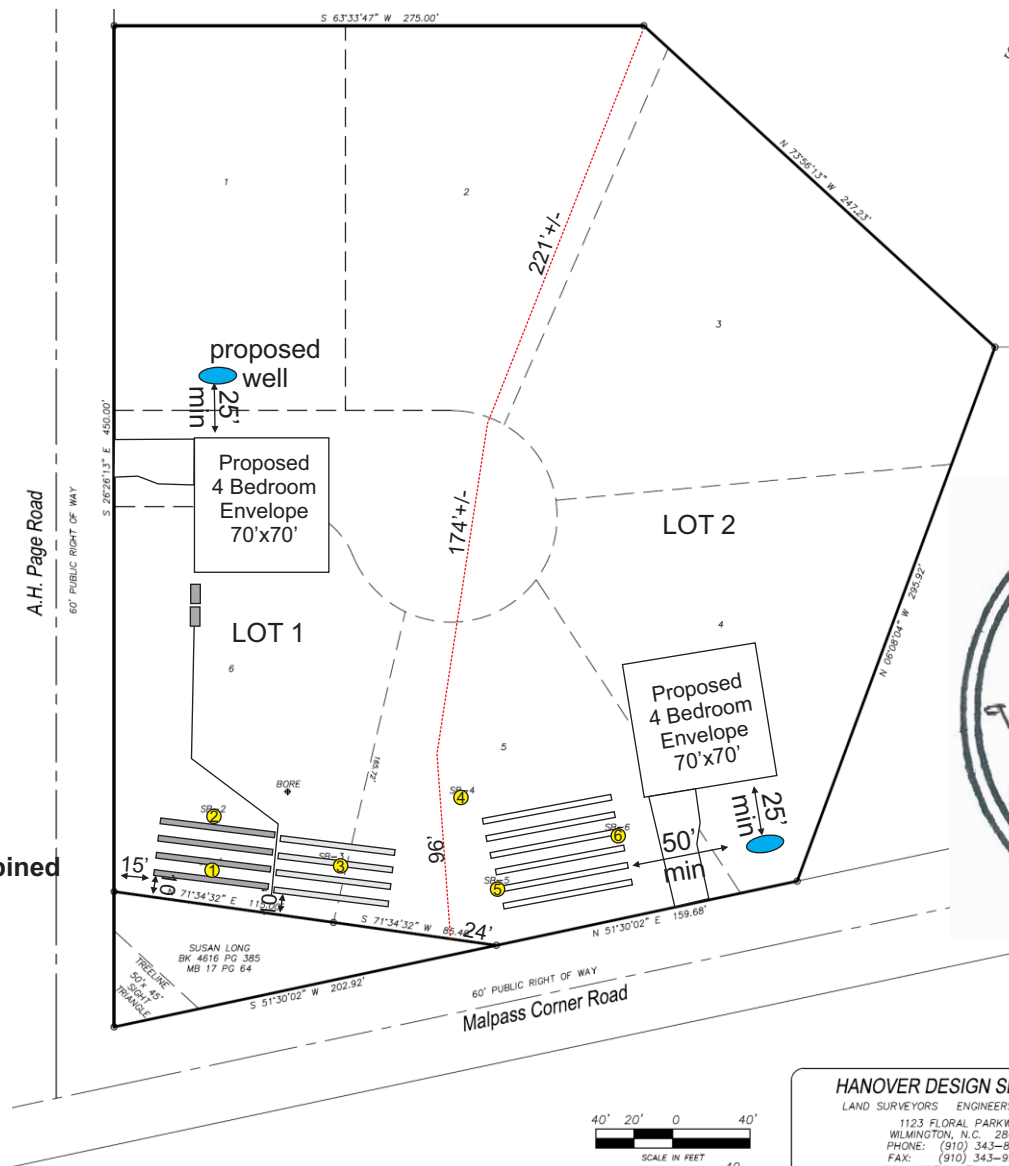 S 63°33'47" W 275.00'
N 73°56'13" W 247.23'
1
2
221'+/-
3
proposed
well
25'
min
S 26°26'13" E 450.00'
A.H. Page Road
60' PUBLIC RIGHT OF WAY
Proposed
4 Bedroom
Envelope
70'x70'
174'+/-
LOT 2
LOT 1
6
4
N 06°08'04" W 295.92'
Proposed
4 Bedroom
Envelope
70'x70'
5
165.72'
BORE
SB-4
4
25'
min
SB-2
2
SB-6
6
96'
50'
min
SB-3
3
1
15'
10'
10'
SB-5
5
N 71°34'32" E
S 71°34'32" W 85.40'
24'
N 51°30'02" E 159.68'
SUSAN LONG
BK 4616 PG 385
MB 17 PG 64
TREELINE
50'x 45'
SIGHT
TRIANGLE
S 51°30'02" W 202.92'
60' PUBLIC RIGHT OF WAY
Malpass Corner Road
40' 20' 0 40'
SCALE IN FEET
40
HANOVER DESIGN
LAND SURVEYORS ENGINEERS
1123 FLORAL
WILMINGTON, N.C. 28
PHONE: (910) 343-8
FAX: (910) 343-9